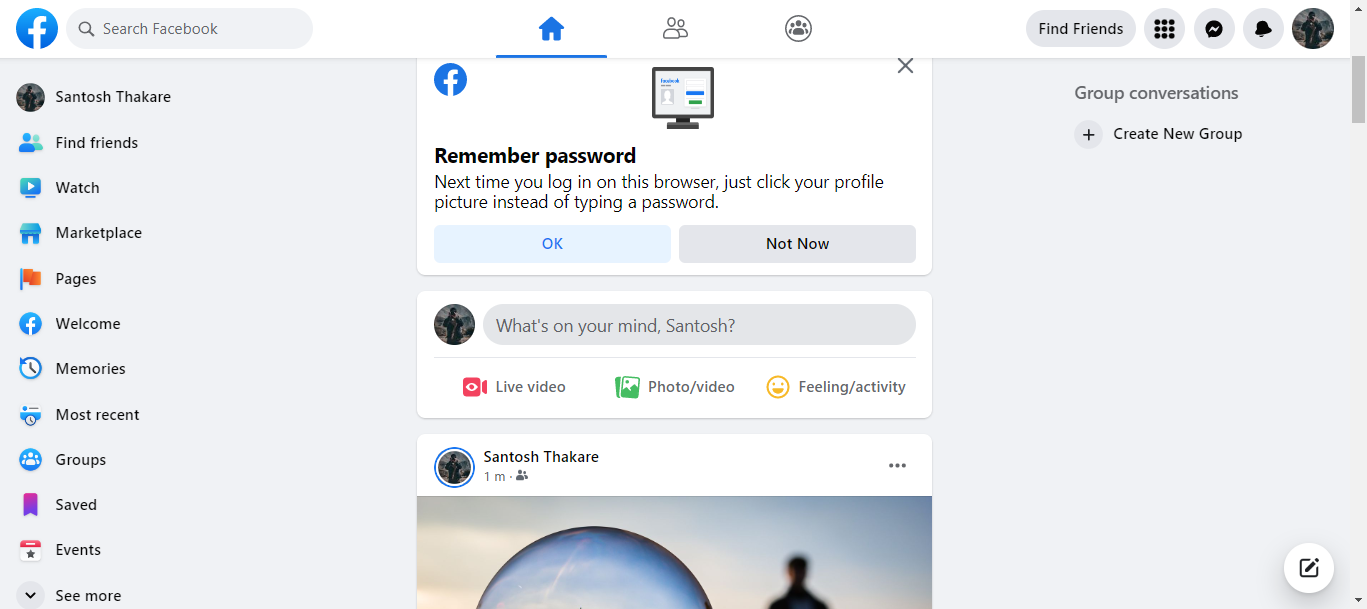 Search Facebook
Find Friends
Santosh Thakare
Find friends
Watch
Marketplace
Pages
Welcome
Memories
Most recent
Groups
Saved
Events
See more
facebook
Remember password
Next time you log in on this browser, just click your profile
picture instead of typing a password.
OK
Not Now
What's on your mind, Santosh?
Live video
Photo/video
Feeling/activity
Santosh Thakare
1 m ·
Group conversations
Create New Group